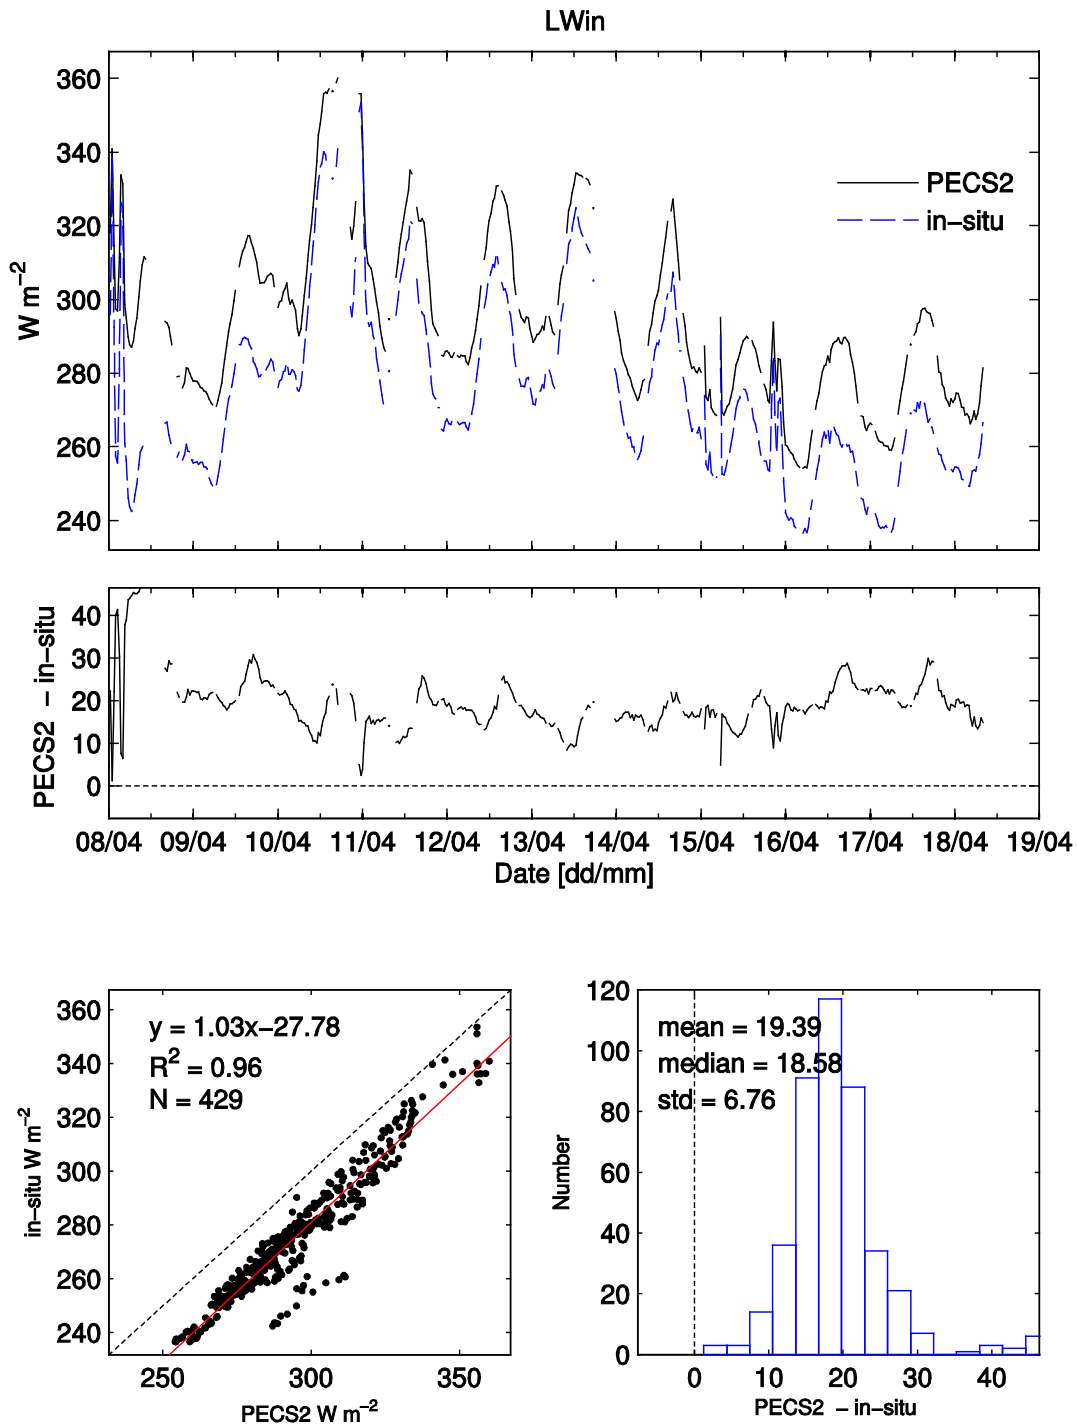 LWin
W m−2
360
340
320
300
280
260
240
PECS2
in−situ
PECS2 − in−situ
40
30
20
10
0
08/04 09/04 10/04 11/04 12/04 13/04 14/04 15/04 16/04 17/04 18/04 19/04
Date [dd/mm]
in−situ W m−2
360
340
320
300
280
260
240
y = 1.03x−27.78
R2 = 0.96
N = 429
250 300 350
PECS2 W m−2
Number
120
100
80
60
40
20
0
mean = 19.39
median = 18.58
std = 6.76
0 10 20 30 40
PECS2 − in−situ